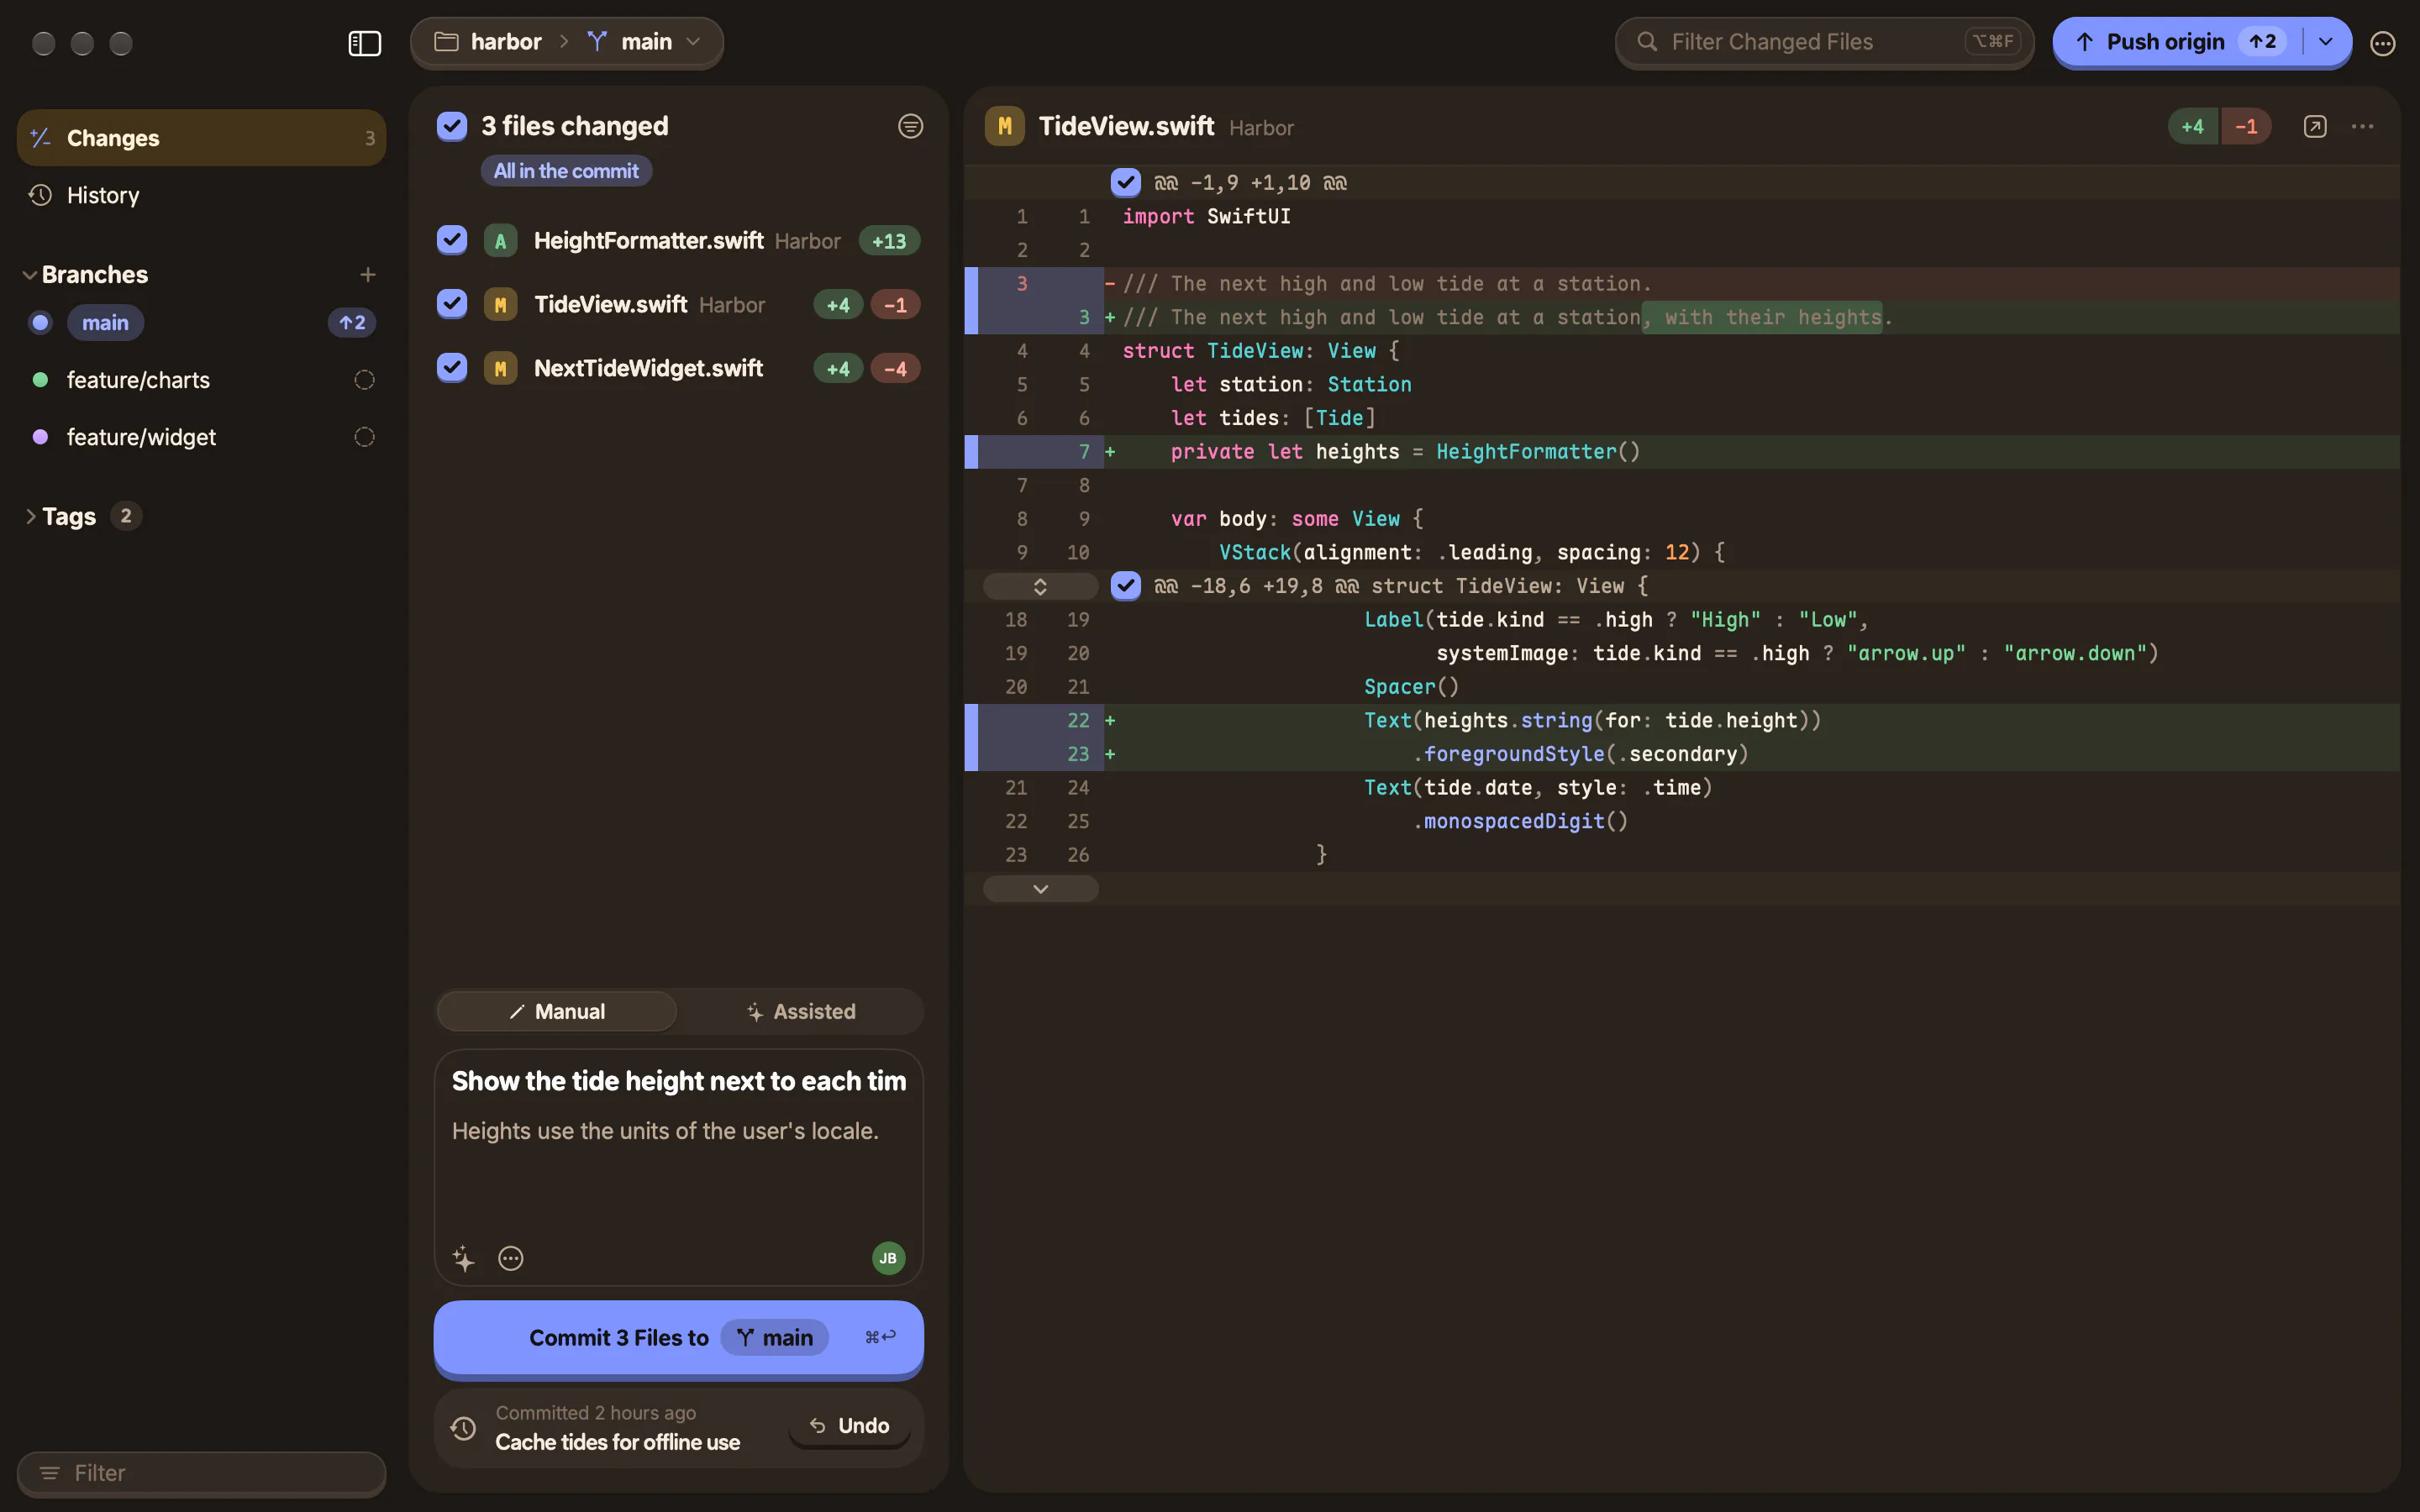 harbor > main
Filter Changed Files ⌥⌘F
Push origin ↑2
Changes 3
History
Branches +
main ↑2
feature/charts
feature/widget
Tags 2
Filter
3 files changed
All in the commit
A HeightFormatter.swift Harbor +13
M TideView.swift Harbor +4 -1
M NextTideWidget.swift +4 -4
Manual Assisted
Show the tide height next to each tim
Heights use the units of the user's locale.
JB
Commit 3 Files to main ⌘↩
Committed 2 hours ago
Cache tides for offline use
Undo
M TideView.swift Harbor +4 -1
@@ -1,9 +1,10 @@
1 1 import SwiftUI
2 2
3 -/// The next high and low tide at a station.
3 +/// The next high and low tide at a station, with their heights.
4 4 struct TideView: View {
5 5 let station: Station
6 6 let tides: [Tide]
7 + private let heights = HeightFormatter()
7 8
8 9 var body: some View {
9 10 VStack(alignment: .leading, spacing: 12) {
@@ -18,6 +19,8 @@ struct TideView: View {
18 19 Label(tide.kind == .high ? "High" : "Low",
19 20 systemImage: tide.kind == .high ? "arrow.up" : "arrow.down")
20 21 Spacer()
22 + Text(heights.string(for: tide.height))
23 + .foregroundStyle(.secondary)
21 24 Text(tide.date, style: .time)
22 25 .monospacedDigit()
23 26 }